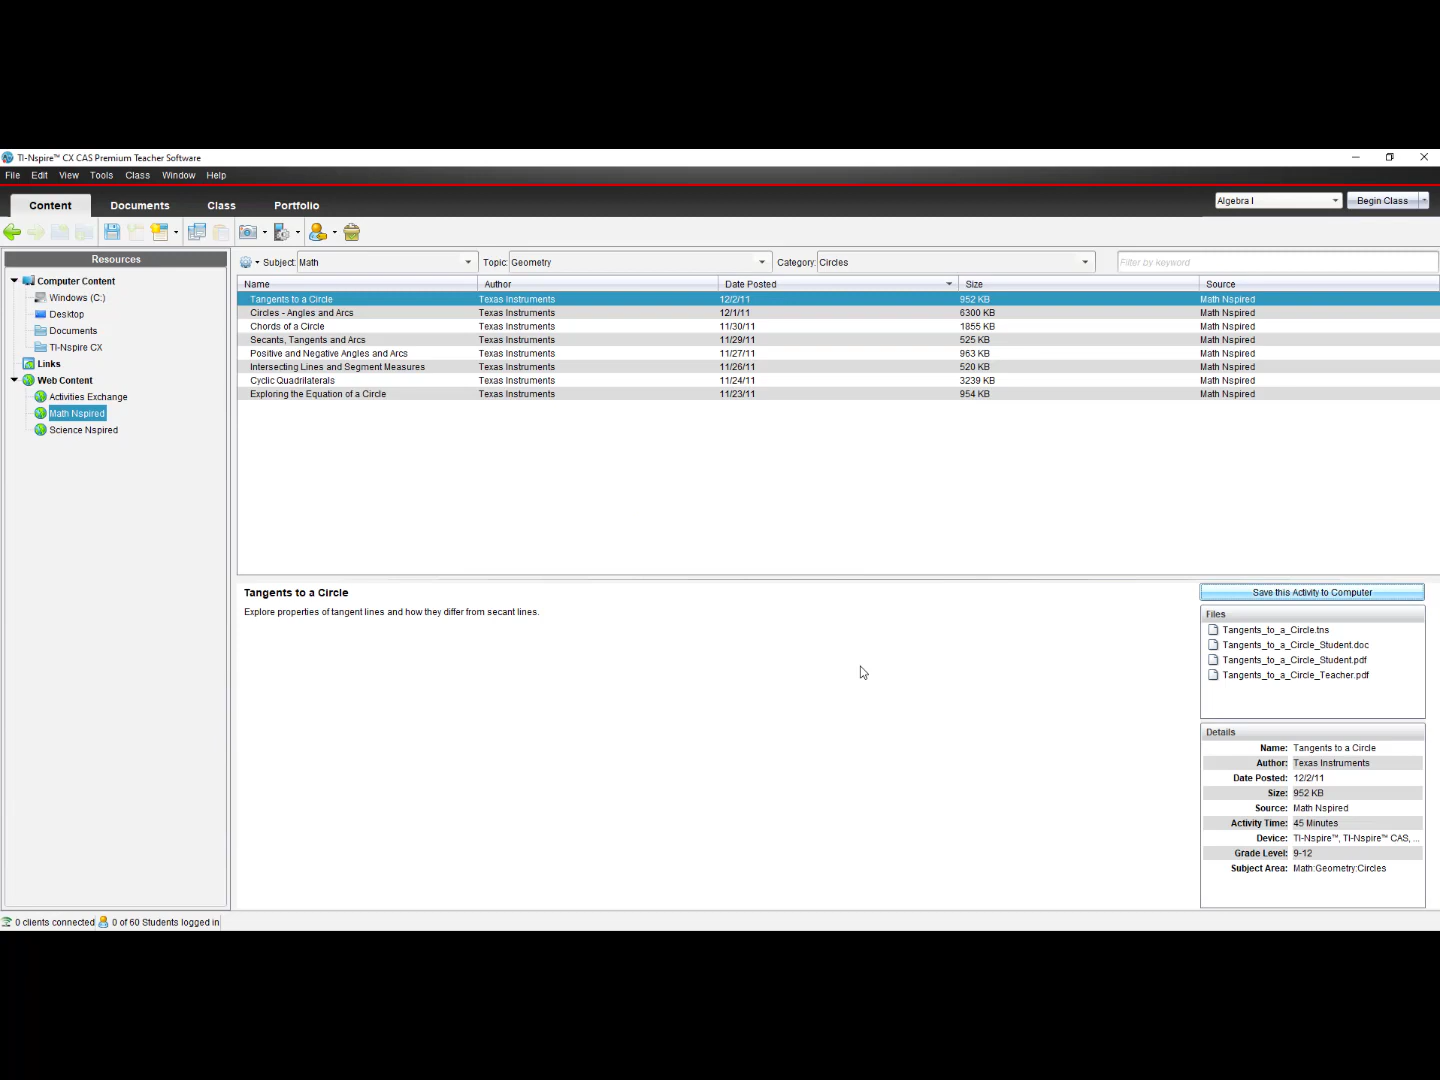 TI-Nspire™ CX CAS Premium Teacher Software
File Edit View Tools Class Window Help
Content Documents Class Portfolio
Algebra I Begin Class
Resources
Computer Content
Windows (C:)
Desktop
Documents
TI-Nspire CX
Links
Web Content
Activities Exchange
Math Nspired
Science Nspired
Subject: Math Topic: Geometry Category: Circles Filter by keyword
Name Author Date Posted Size Source
Tangents to a Circle Texas Instruments 12/2/11 952 KB Math Nspired
Circles - Angles and Arcs Texas Instruments 12/1/11 6300 KB Math Nspired
Chords of a Circle Texas Instruments 11/30/11 1855 KB Math Nspired
Secants, Tangents and Arcs Texas Instruments 11/29/11 525 KB Math Nspired
Positive and Negative Angles and Arcs Texas Instruments 11/27/11 963 KB Math Nspired
Intersecting Lines and Segment Measures Texas Instruments 11/26/11 520 KB Math Nspired
Cyclic Quadrilaterals Texas Instruments 11/24/11 3239 KB Math Nspired
Exploring the Equation of a Circle Texas Instruments 11/23/11 954 KB Math Nspired
Tangents to a Circle
Explore properties of tangent lines and how they differ from secant lines.
Save this Activity to Computer
Files
Tangents_to_a_Circle.tns
Tangents_to_a_Circle_Student.doc
Tangents_to_a_Circle_Student.pdf
Tangents_to_a_Circle_Teacher.pdf
Details
Name: Tangents to a Circle
Author: Texas Instruments
Date Posted: 12/2/11
Size: 952 KB
Source: Math Nspired
Activity Time: 45 Minutes
Device: TI-Nspire™, TI-Nspire™ CAS, ...
Grade Level: 9-12
Subject Area: Math:Geometry:Circles
0 clients connected 0 of 60 Students logged in